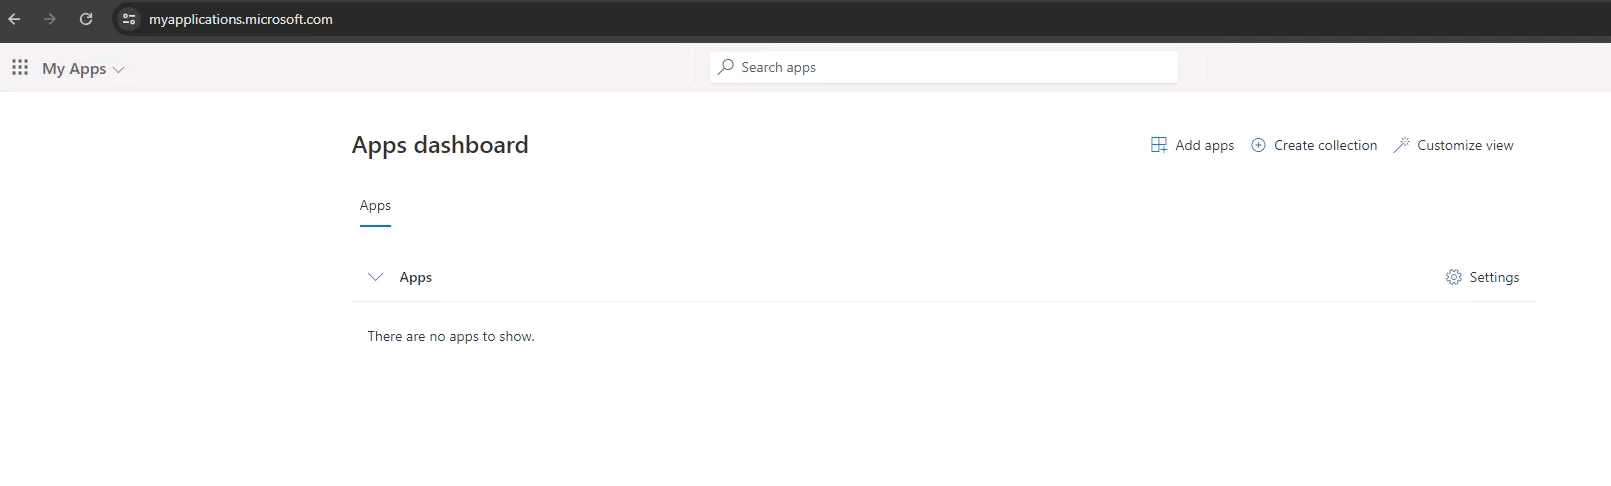 myapplications.microsoft.com
My Apps
Search apps
Apps dashboard
Add apps
Create collection
Customize view
Apps
Apps
Settings
There are no apps to show.